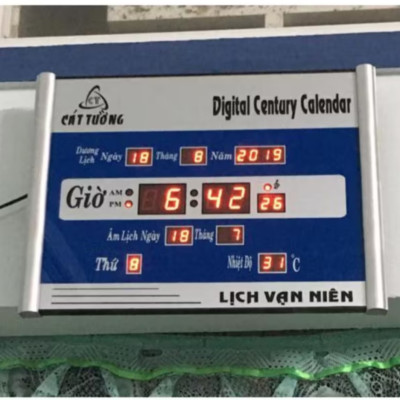 CY
CÁT TƯỜNG
Digital Century Calendar
Dương Lịch Ngày 18 Tháng 8 Năm 2019
Giờ AM PM 6 42 26
Âm Lịch Ngày 18 Tháng 7
Thứ 8 Nhiệt Độ 31 °C
LỊCH VẠN NIÊN